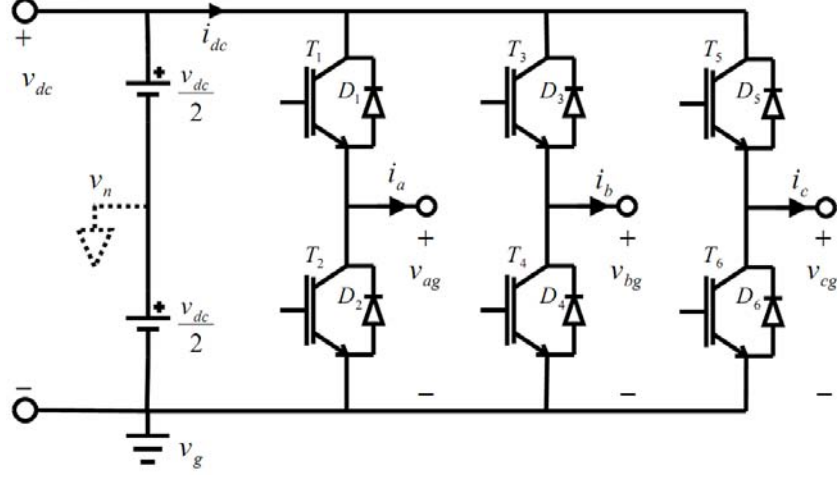 +
v_dc
−
i_dc
+
v_dc
2
v_n
+
v_dc
2
v_g
T_1
D_1
T_3
D_3
T_5
D_5
i_a
+
v_ag
−
i_b
+
v_bg
−
i_c
+
v_cg
−
T_2
D_2
T_4
D_4
T_6
D_6